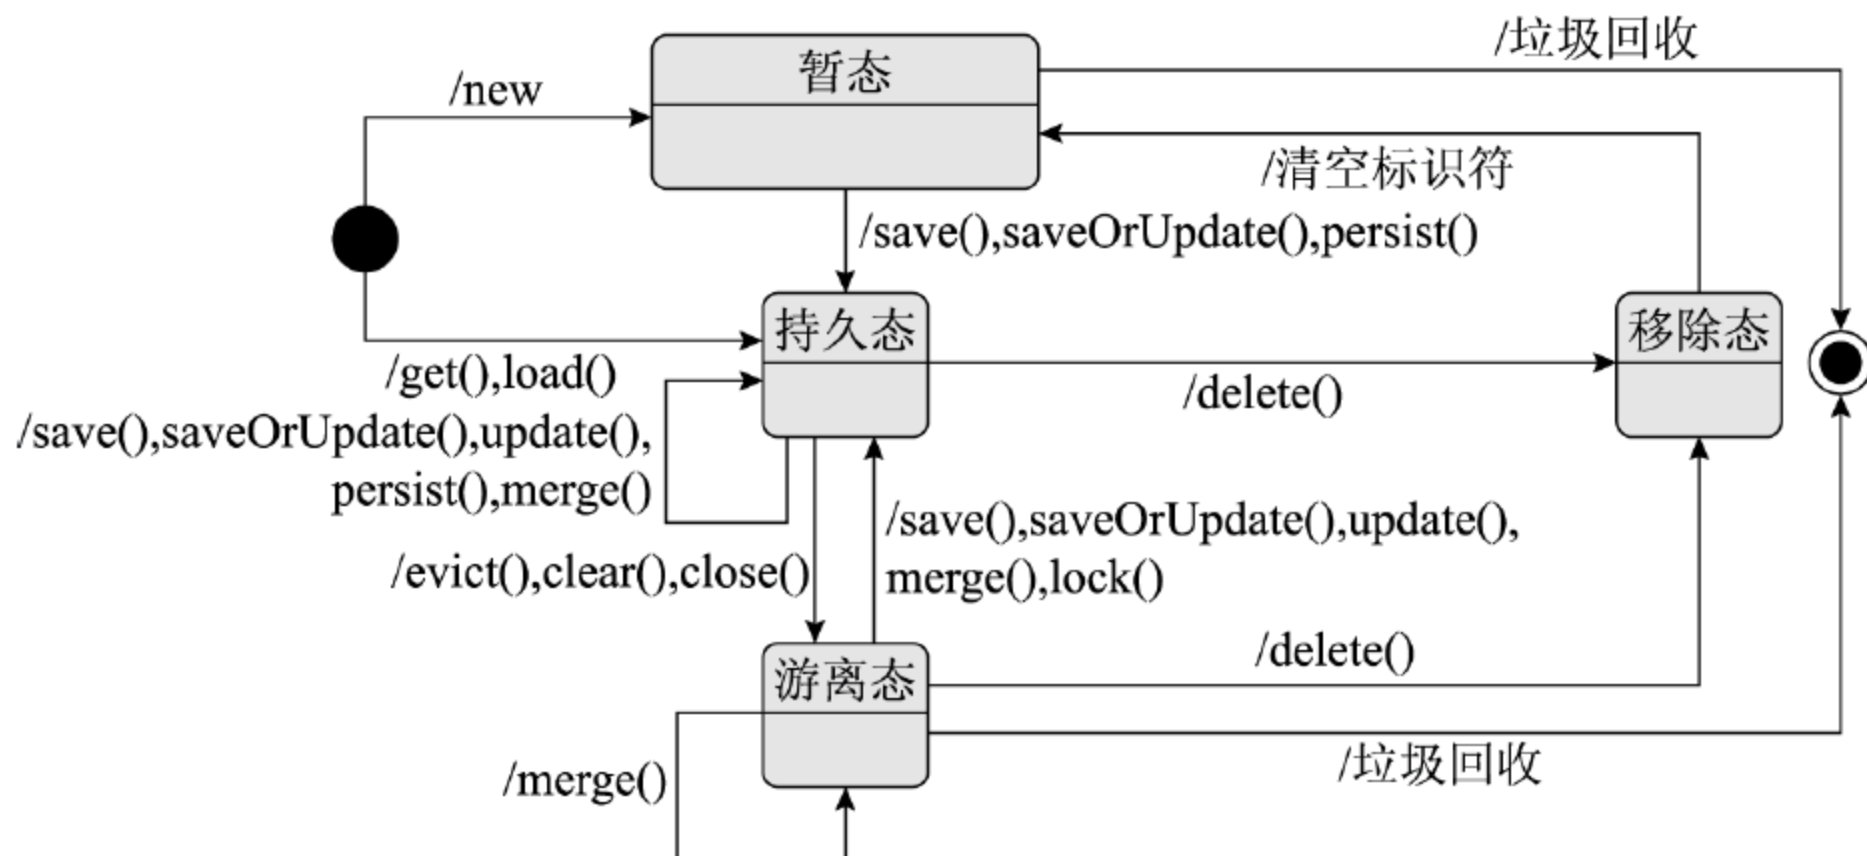 /垃圾回收
暂态
/new
/清空标识符
/save(),saveOrUpdate(),persist()
持久态
移除态
/get(),load()
/delete()
/save(),saveOrUpdate(),update(),
persist(),merge()
/save(),saveOrUpdate(),update(),
merge(),lock()
/evict(),clear(),close()
/delete()
游离态
/垃圾回收
/merge()